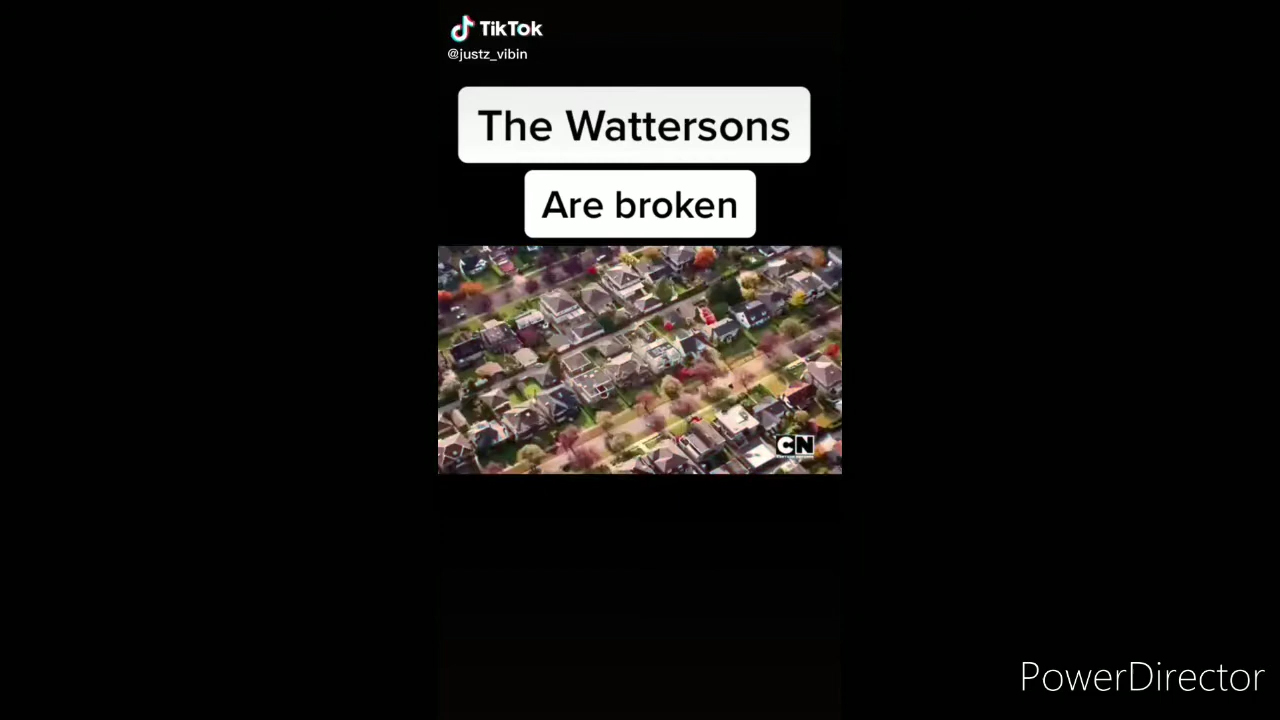 TikTok
@justz_vibin
The Wattersons
Are broken
CN
PowerDirector